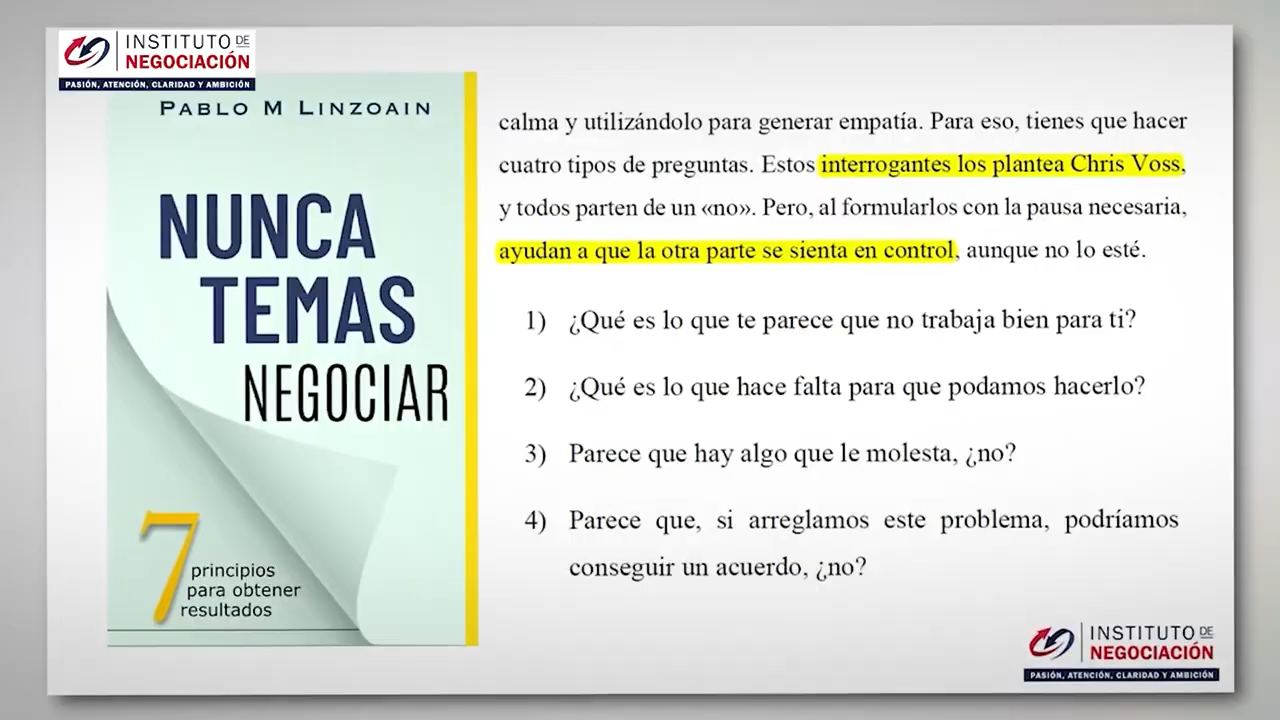 INSTITUTO DE
NEGOCIACIÓN
PASIÓN, ATENCIÓN, CLARIDAD Y AMBICIÓN
PABLO M LINZOAIN
NUNCA
TEMAS
NEGOCIAR
7
principios
para obtener
resultados
calma y utilizándolo para generar empatía. Para eso, tienes que hacer
cuatro tipos de preguntas. Estos interrogantes los plantea Chris Voss,
y todos parten de un «no». Pero, al formularlos con la pausa necesaria,
ayudan a que la otra parte se sienta en control, aunque no lo esté.
1) ¿Qué es lo que te parece que no trabaja bien para ti?
2) ¿Qué es lo que hace falta para que podamos hacerlo?
3) Parece que hay algo que le molesta, ¿no?
4) Parece que, si arreglamos este problema, podríamos
conseguir un acuerdo, ¿no?
INSTITUTO DE
NEGOCIACIÓN
PASIÓN, ATENCIÓN, CLARIDAD Y AMBICIÓN